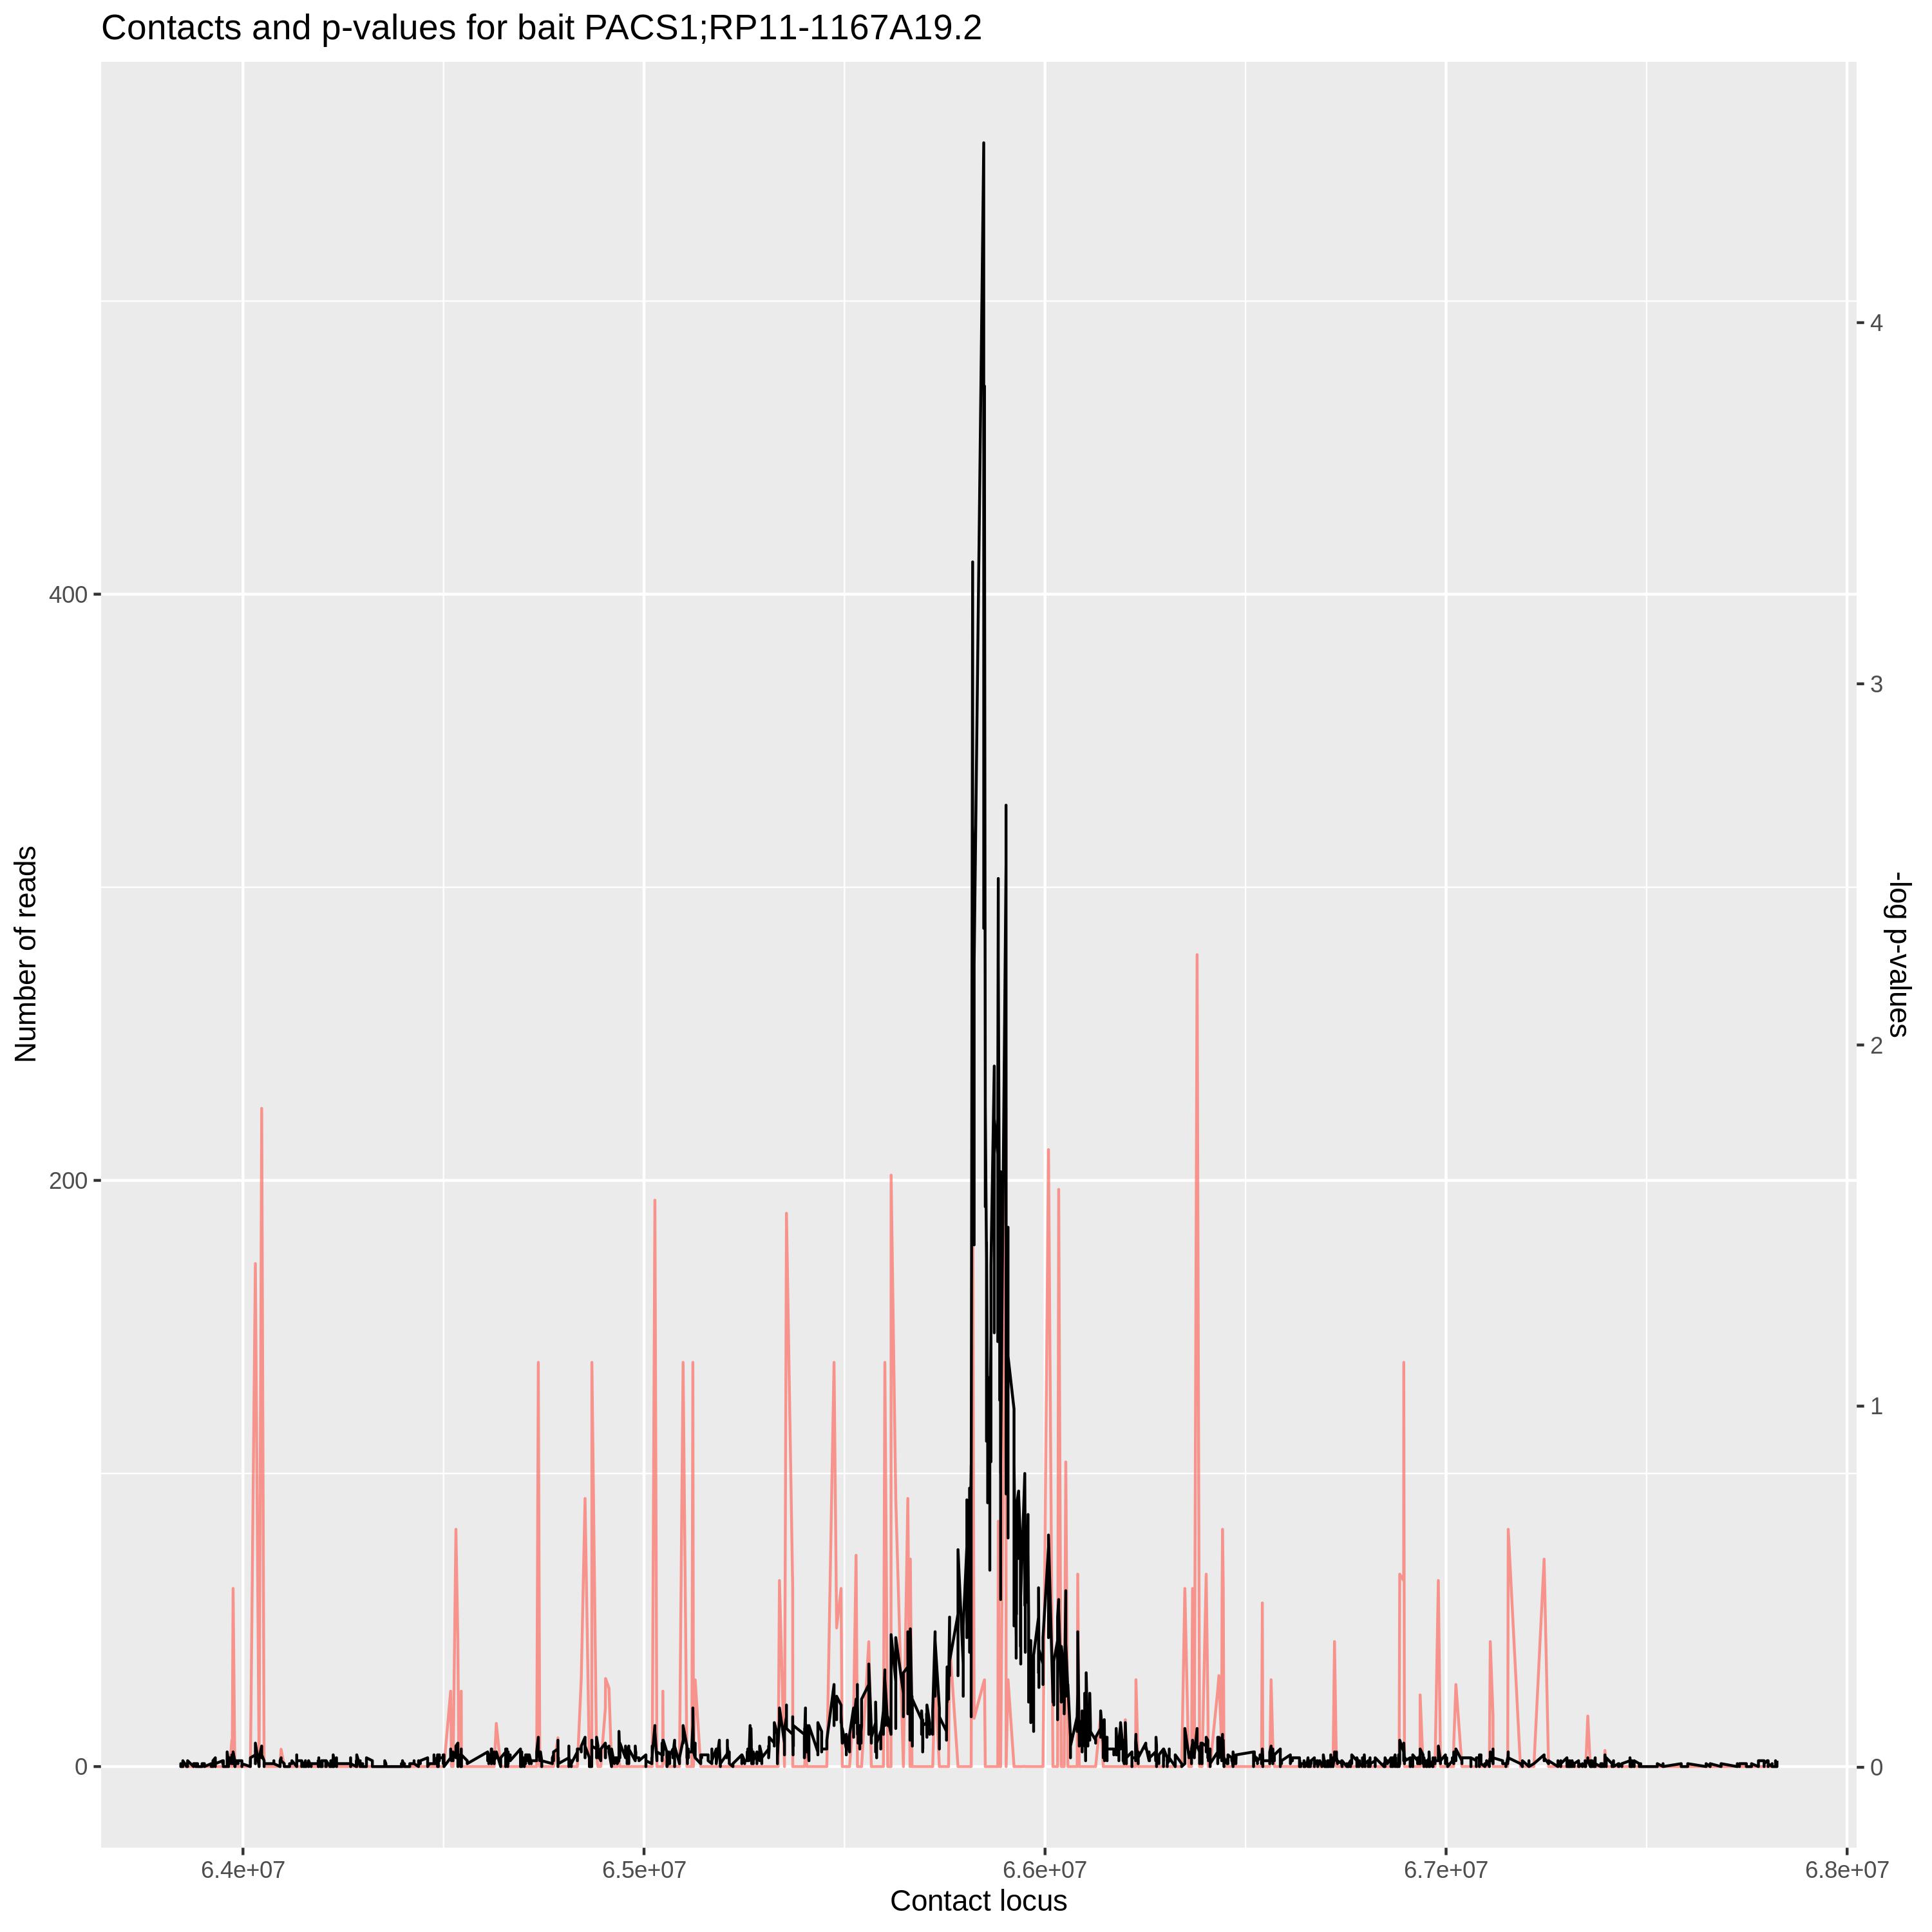 Contacts and p-values for bait PACS1;RP11-1167A19.2
Number of reads
400
200
0
4
3
2
1
0
-log p-values
6.4e+07
6.5e+07
6.6e+07
6.7e+07
6.8e+07
Contact locus